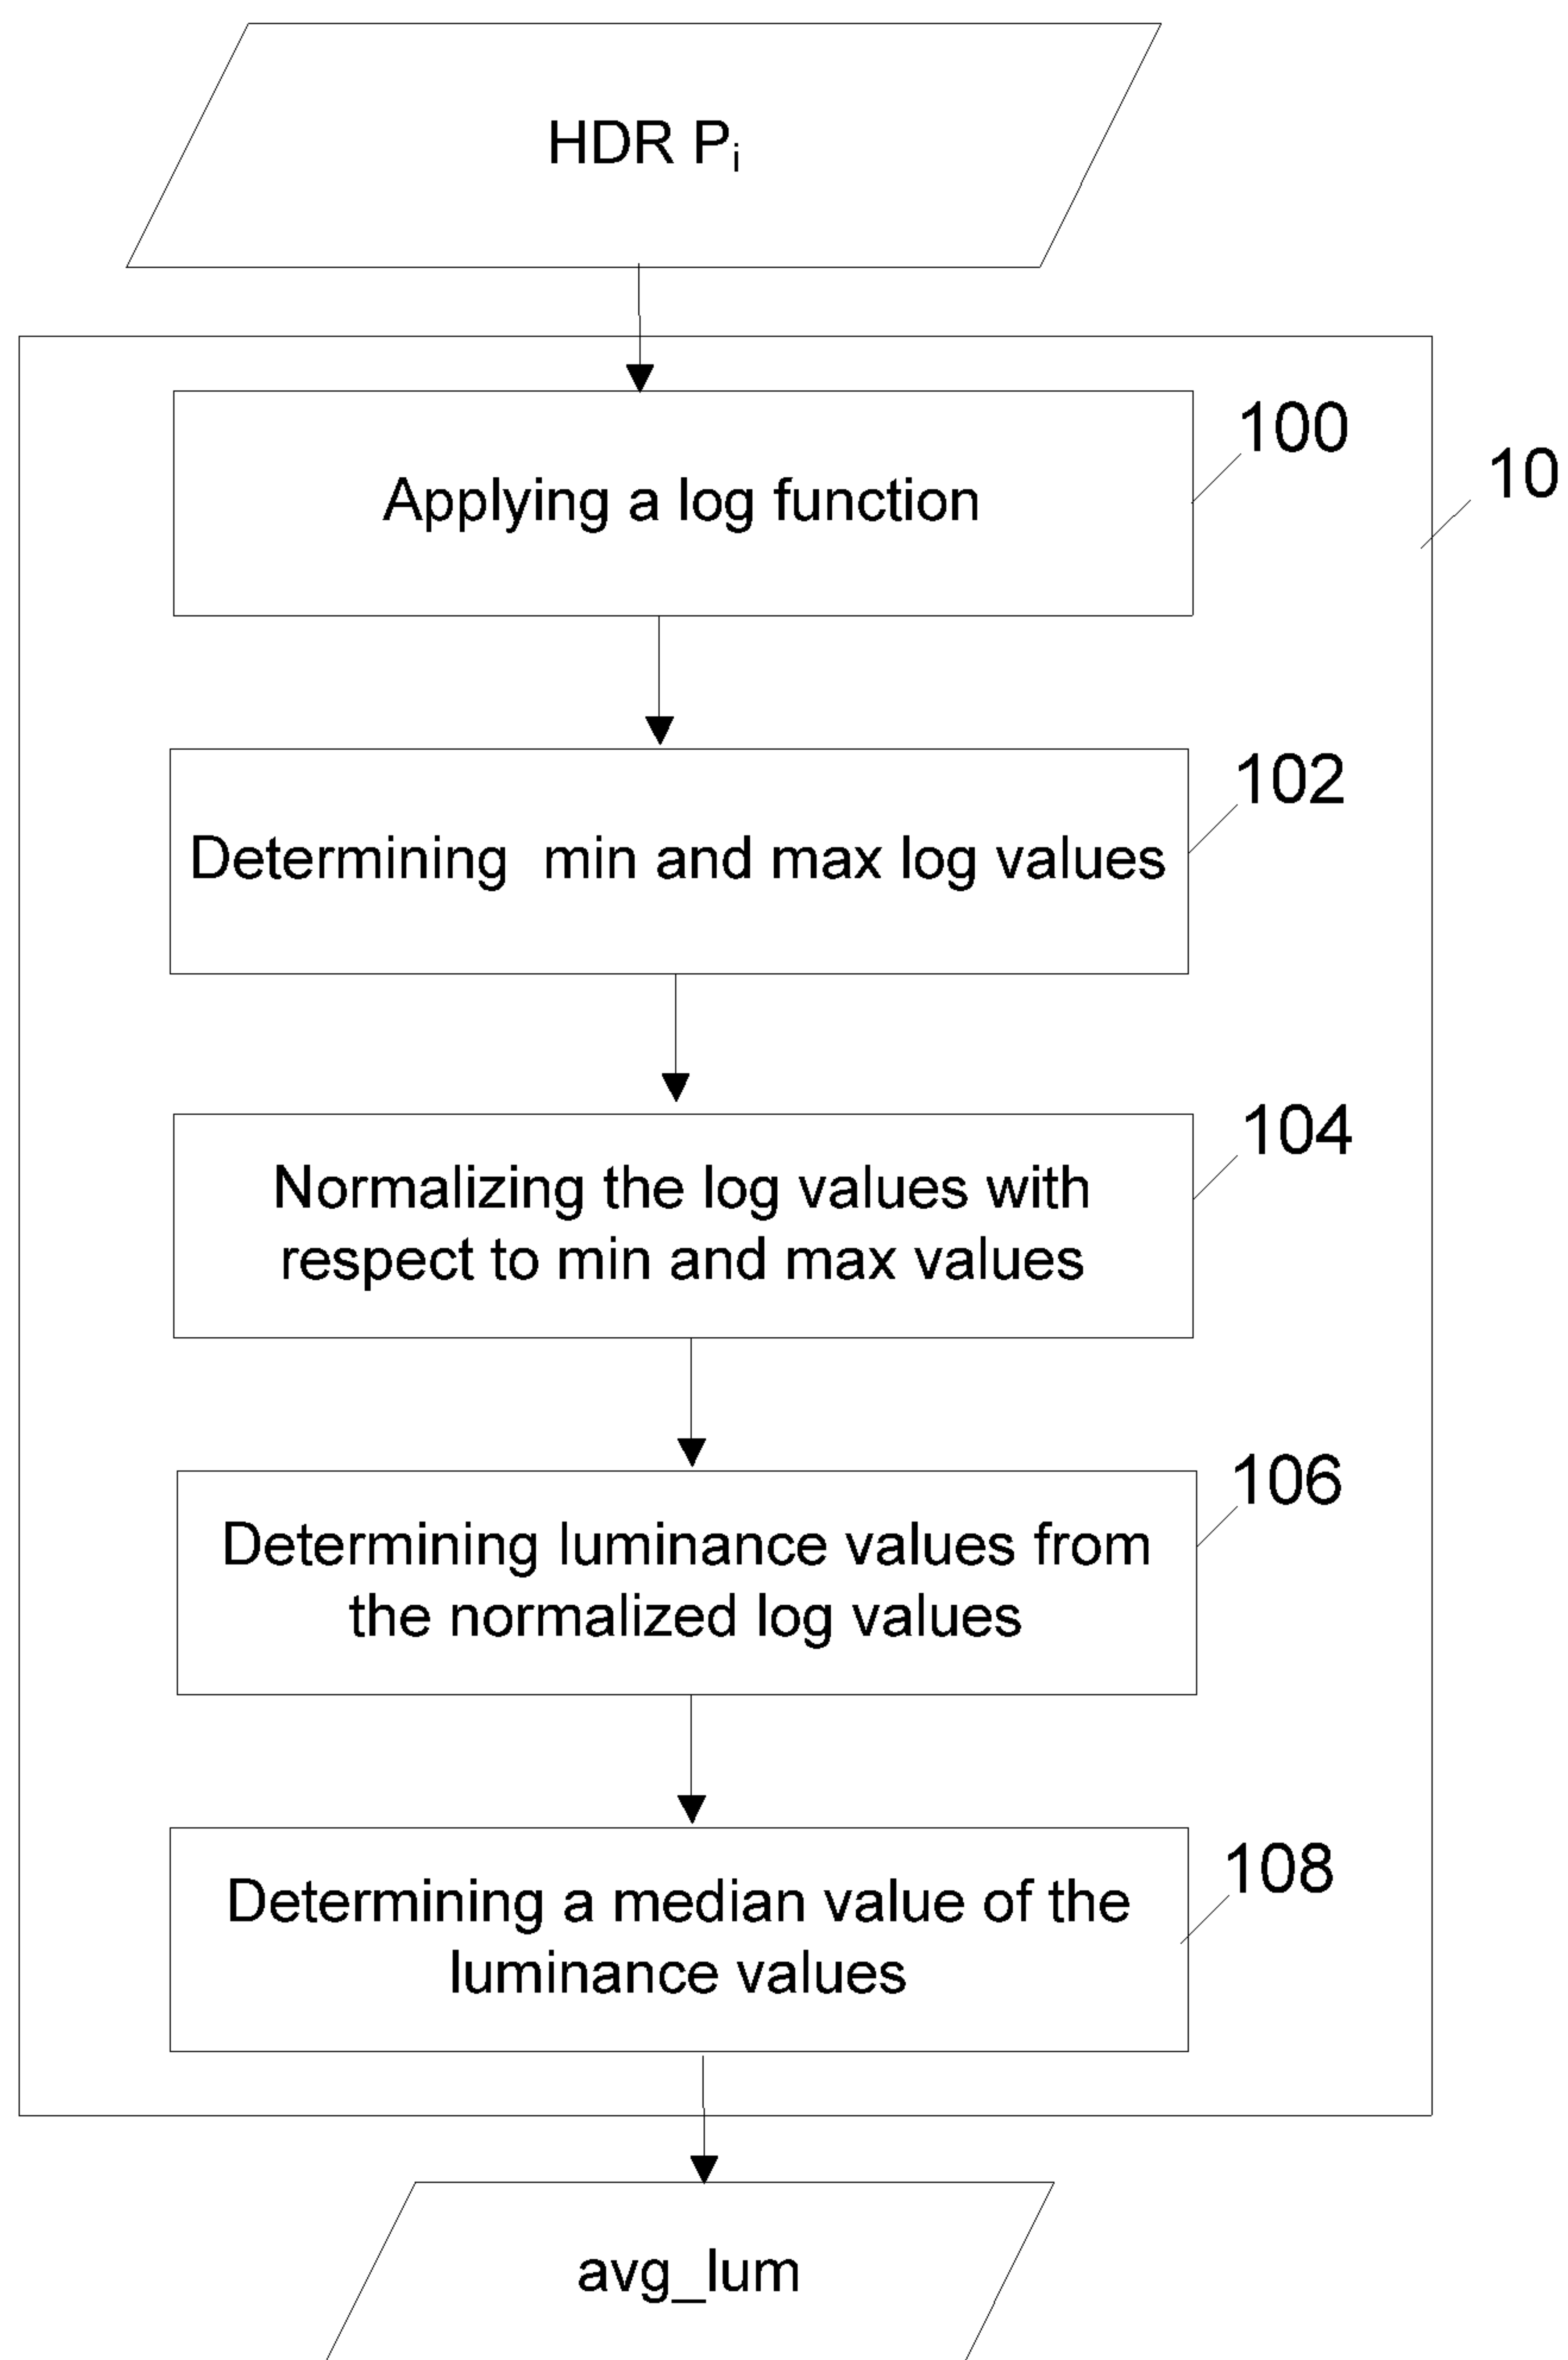 HDR Pi
100
10
Applying a log function
102
Determining min and max log values
104
Normalizing the log values with
respect to min and max values
106
Determining luminance values from
the normalized log values
108
Determining a median value of the
luminance values
avg_lum